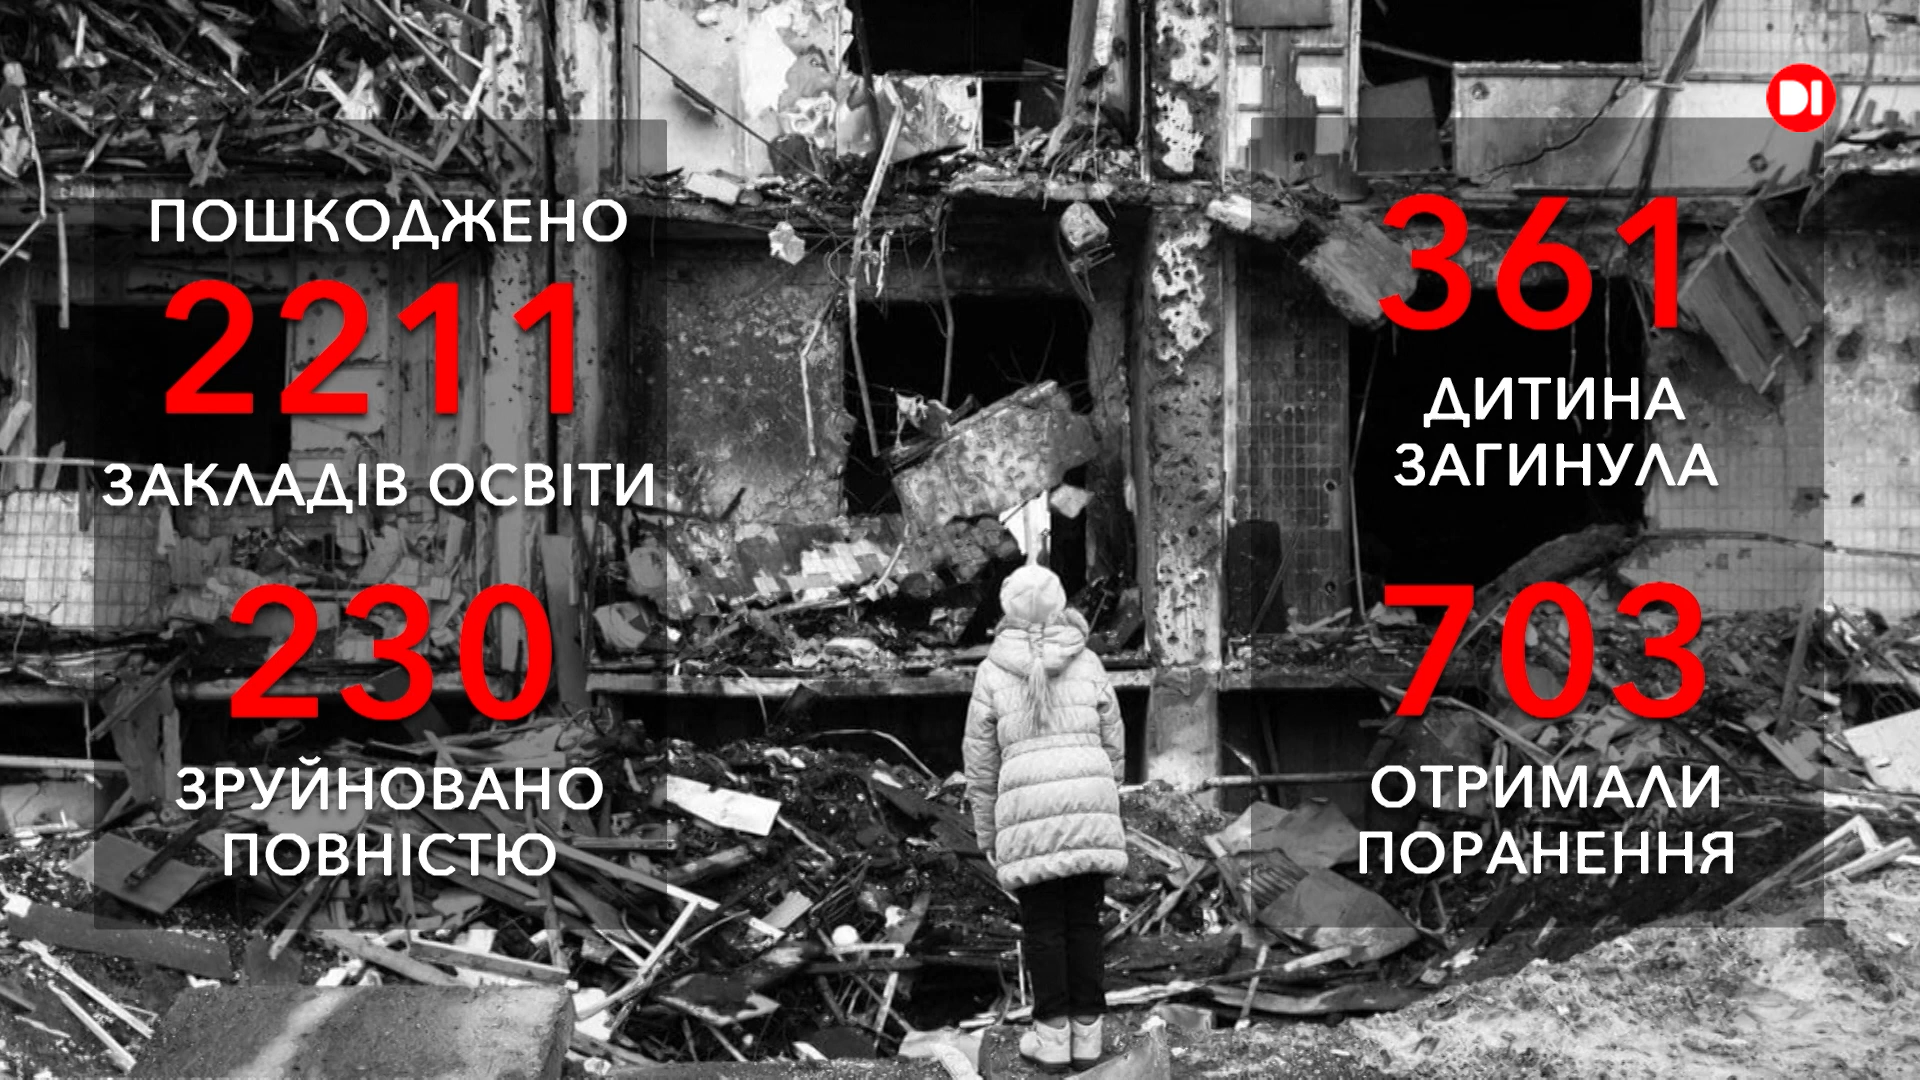 DI
ПОШКОДЖЕНО
2211
ЗАКЛАДІВ ОСВІТИ
230
ЗРУЙНОВАНО
ПОВНІСТЮ
361
ДИТИНА
ЗАГИНУЛА
703
ОТРИМАЛИ
ПОРАНЕННЯ